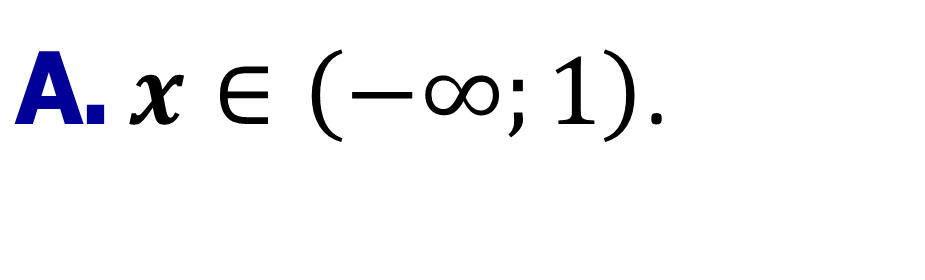 A. x ∈ (−∞; 1).